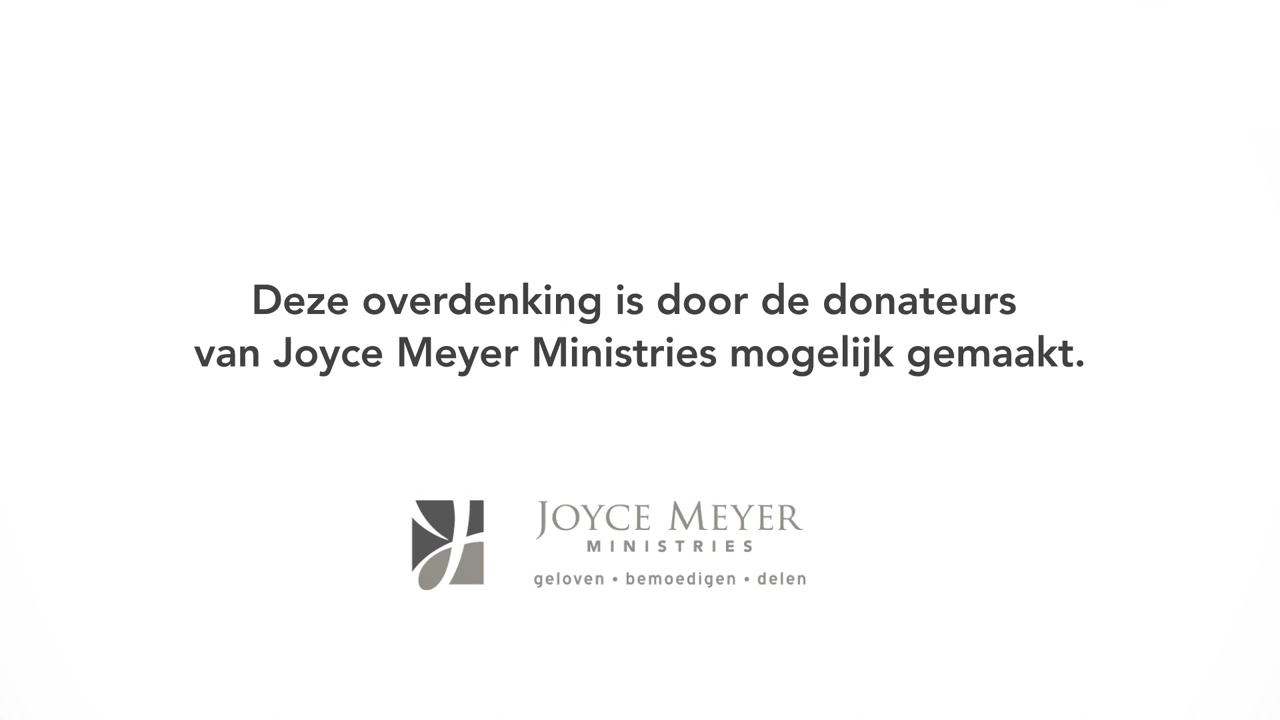 Deze overdenking is door de donateurs
van Joyce Meyer Ministries mogelijk gemaakt.
JOYCE MEYER
MINISTRIES
geloven • bemoedigen • delen